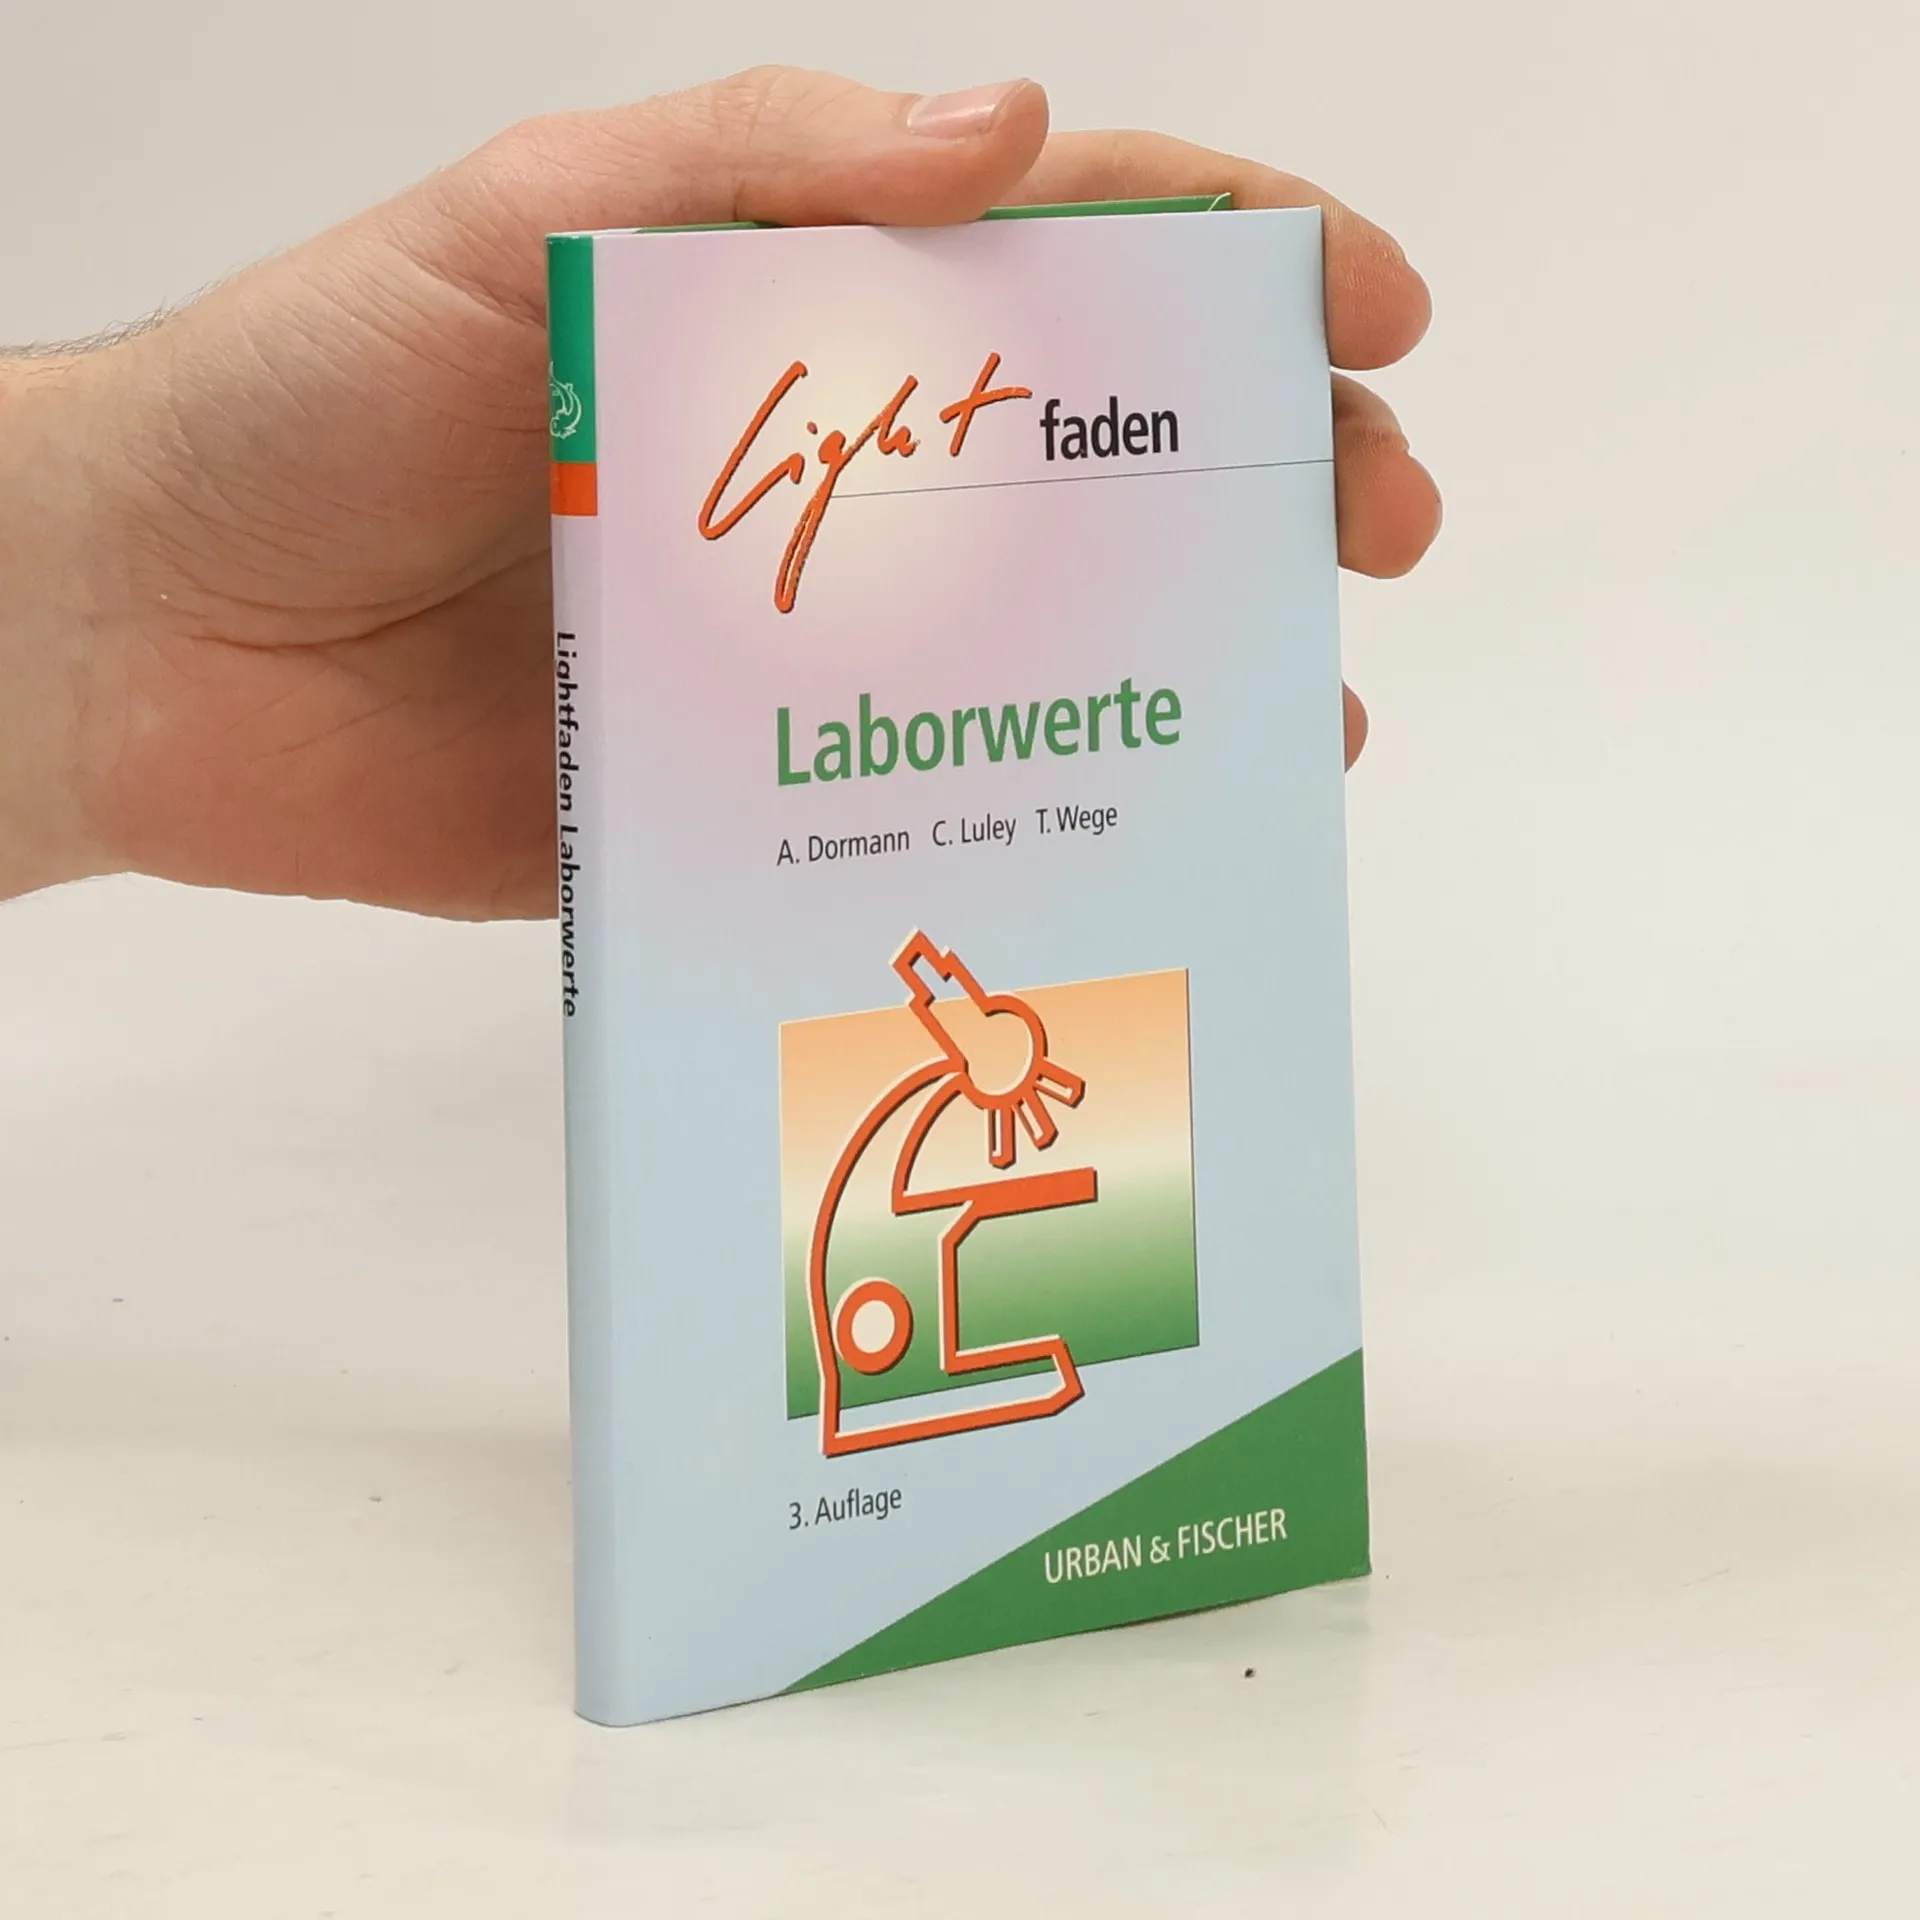 Light faden
Laborwerte
A. Dormann C. Luley T. Wege
3. Auflage
URBAN & FISCHER
Lightfaden Laborwerte